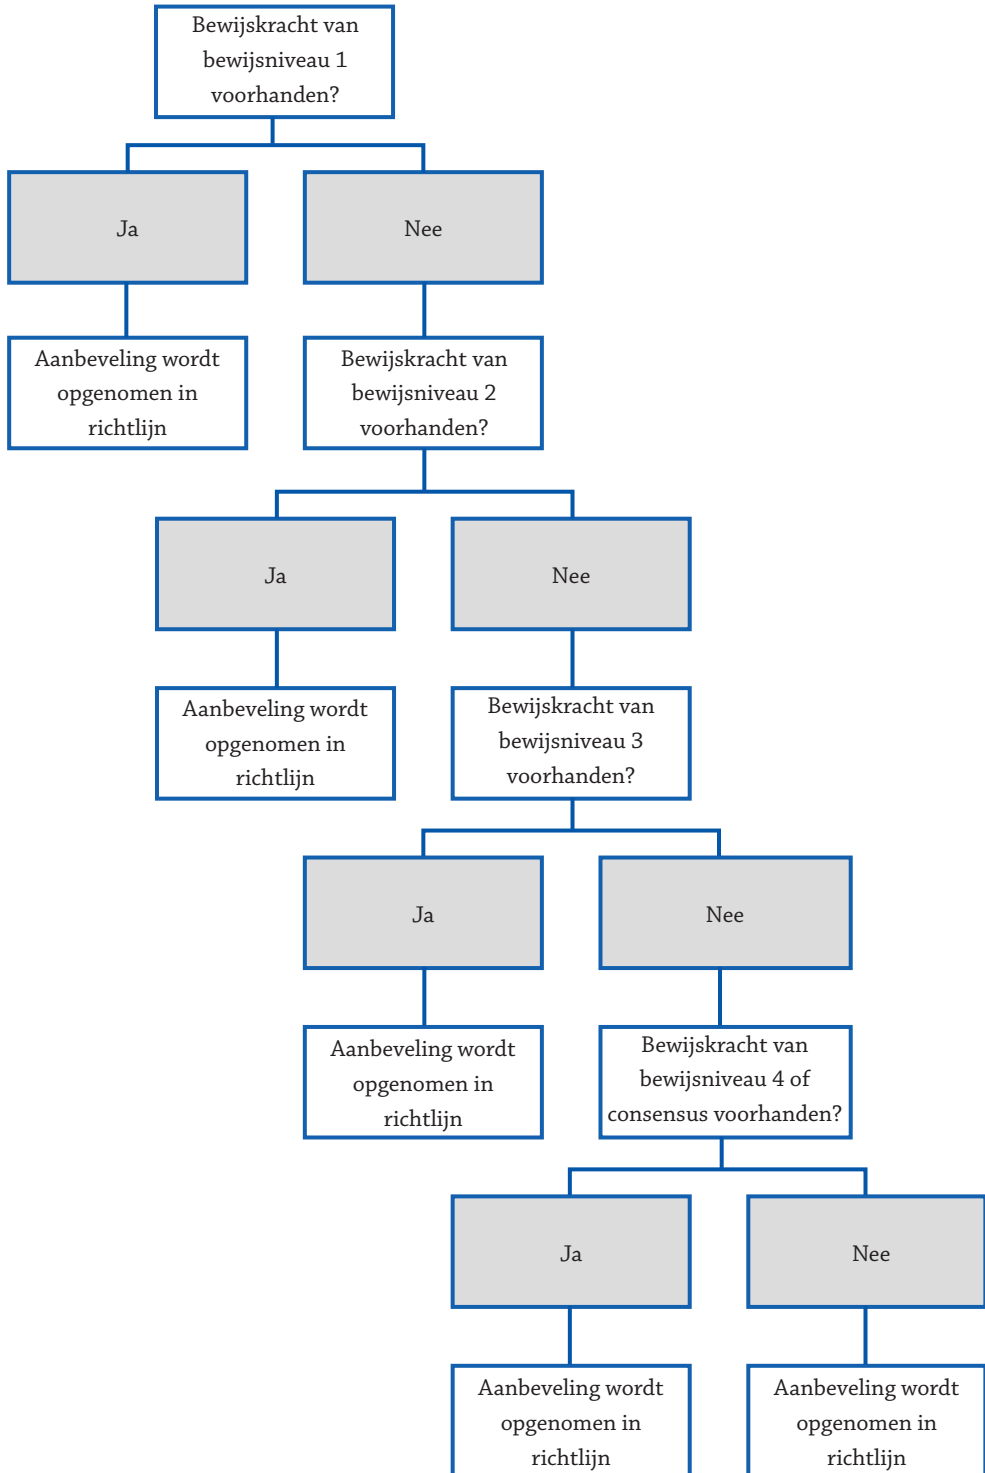 Bewijskracht van
bewijsniveau 1
voorhanden?
Ja
Nee
Aanbeveling wordt
opgenomen in
richtlijn
Bewijskracht van
bewijsniveau 2
voorhanden?
Ja
Nee
Aanbeveling wordt
opgenomen in
richtlijn
Bewijskracht van
bewijsniveau 3
voorhanden?
Ja
Nee
Aanbeveling wordt
opgenomen in
richtlijn
Bewijskracht van
bewijsniveau 4 of
consensus voorhanden?
Ja
Nee
Aanbeveling wordt
opgenomen in
richtlijn
Aanbeveling wordt
opgenomen in
richtlijn